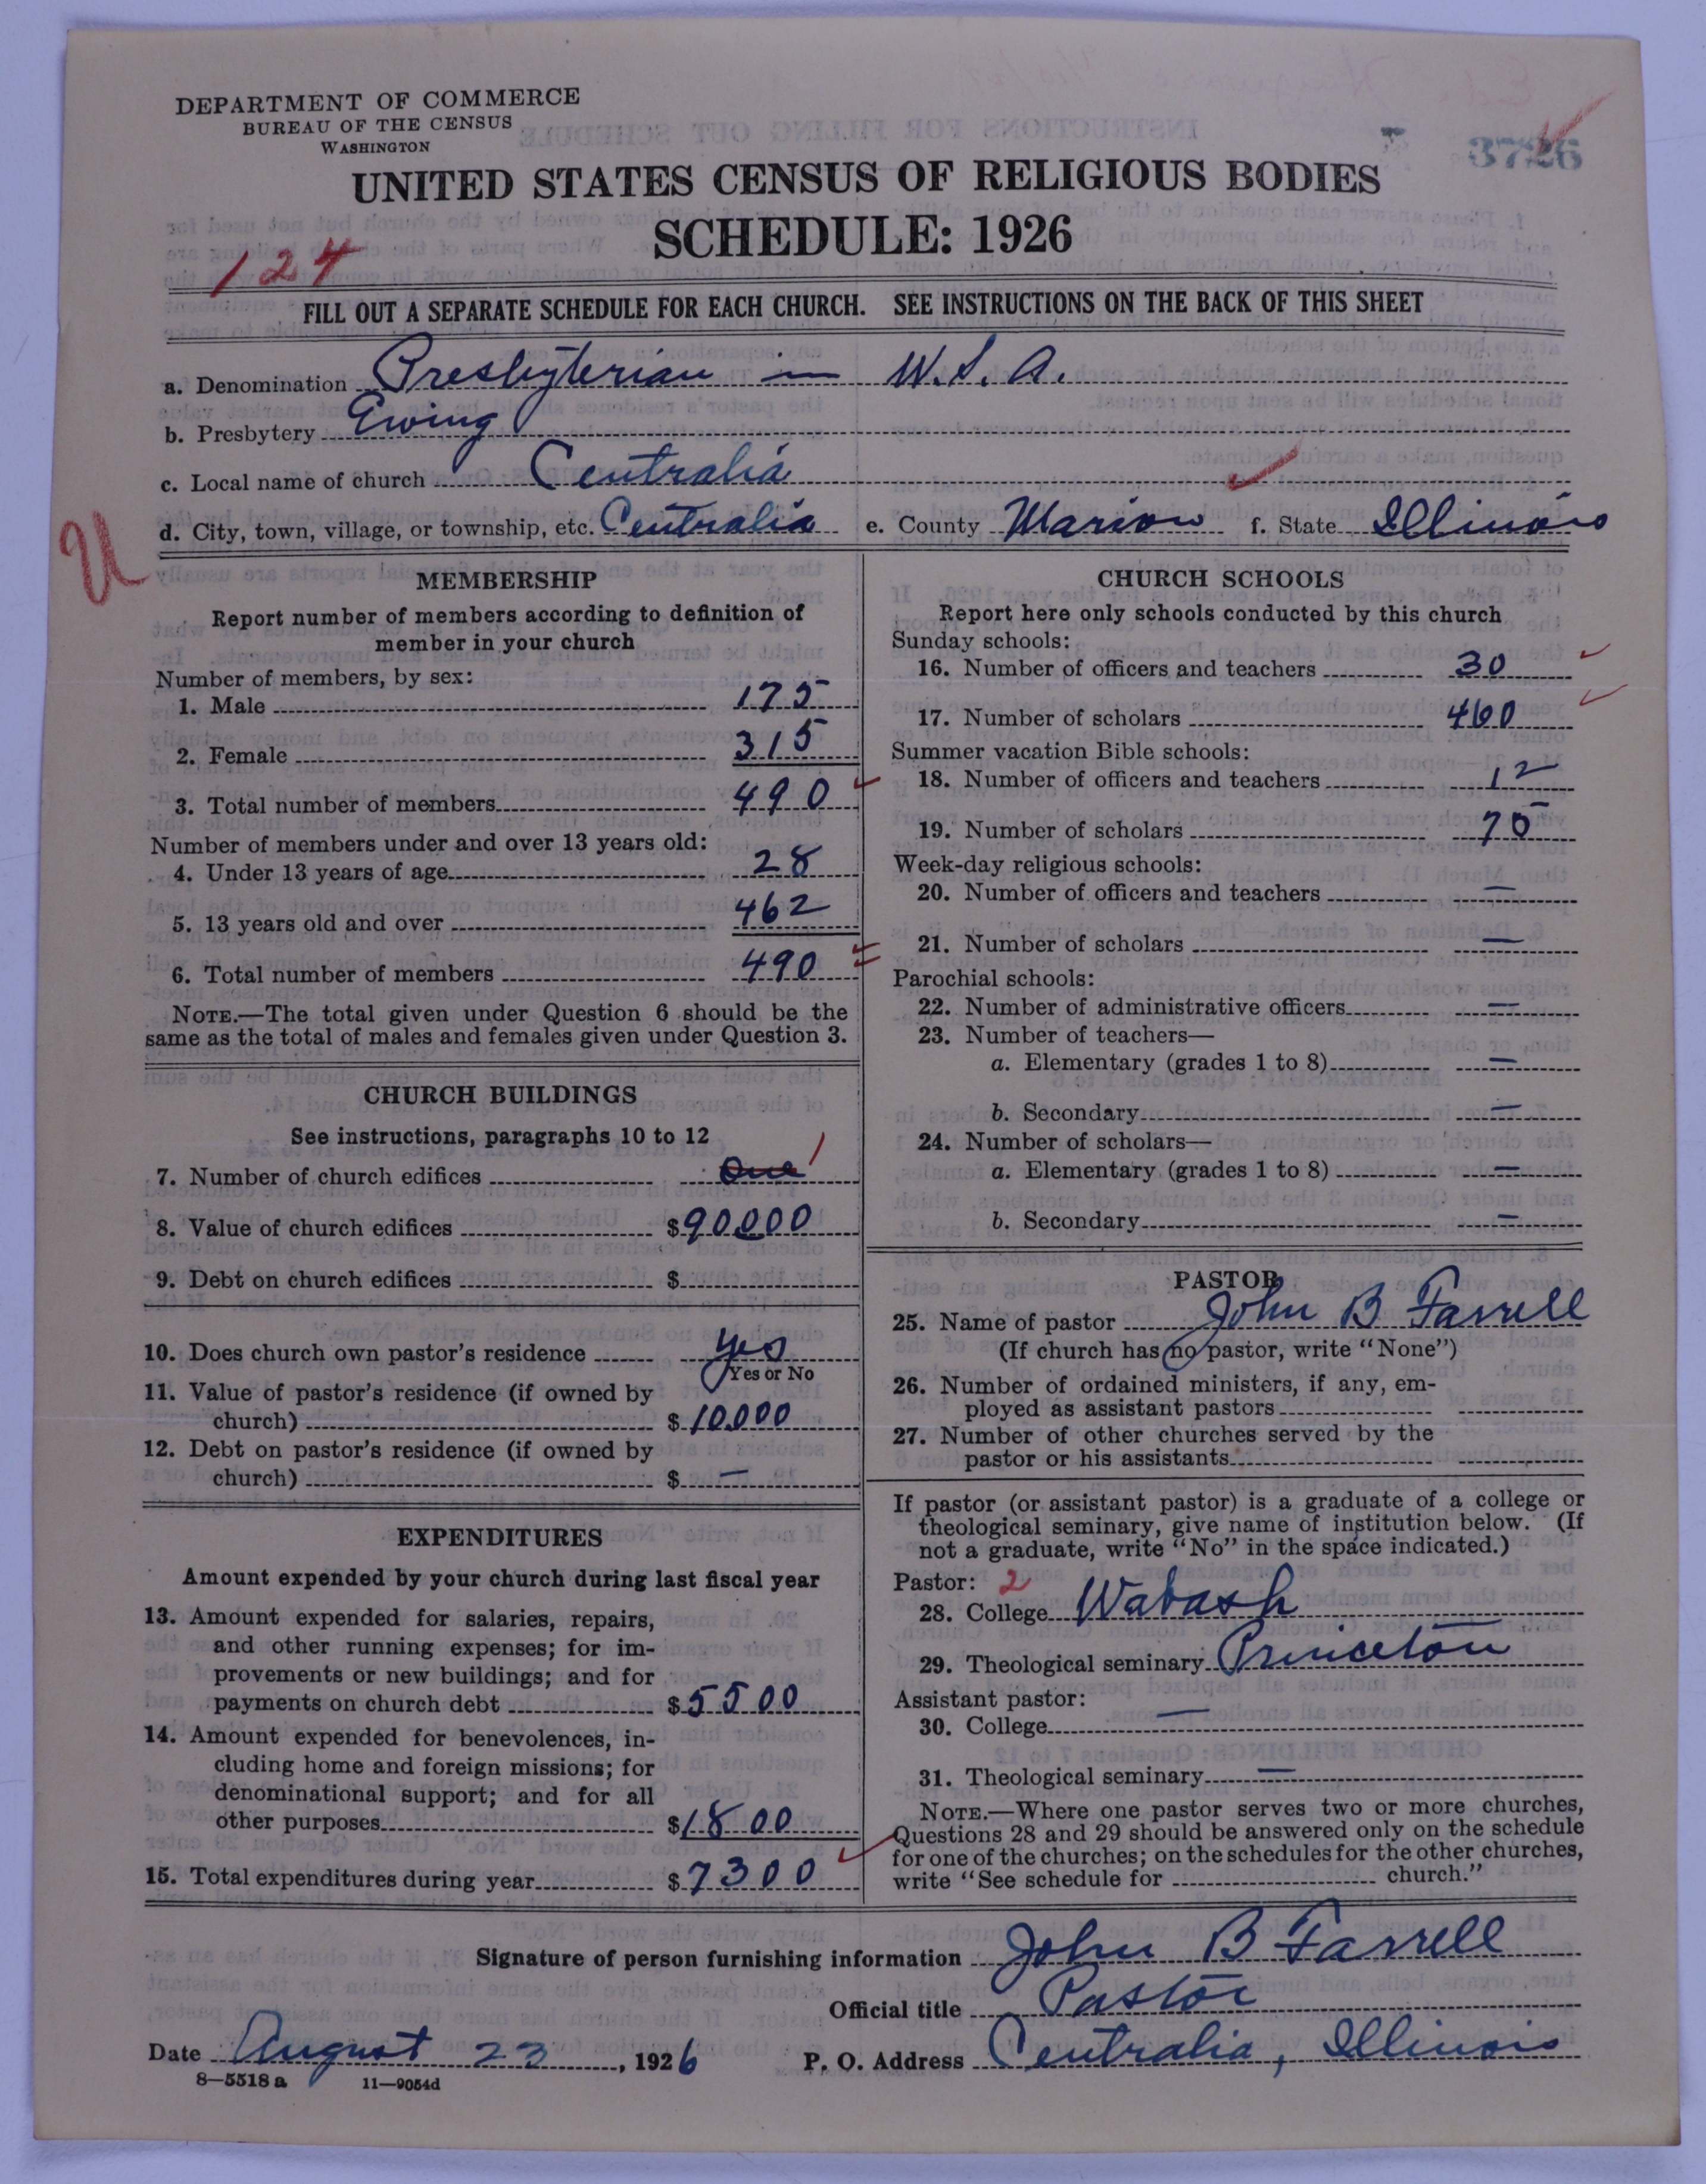 DEPARTMENT OF COMMERCE
BUREAU OF THE CENSUS
WASHINGTON
3726
UNITED STATES CENSUS OF RELIGIOUS BODIES
SCHEDULE: 1926
124
FILL OUT A SEPARATE SCHEDULE FOR EACH CHURCH. SEE INSTRUCTIONS ON THE BACK OF THIS SHEET
a. Denomination Presbyterian in U.S.A.
b. Presbytery Ewing
c. Local name of church Centralia
d. City, town, village, or township, etc. Centralia e. County Marion f. State Illinois
U
MEMBERSHIP
Report number of members according to definition of
member in your church
Number of members, by sex:
1. Male 175
2. Female 315
3. Total number of members 490
Number of members under and over 13 years old:
4. Under 13 years of age 28
5. 13 years old and over 462
6. Total number of members 490
NOTE.—The total given under Question 6 should be the
same as the total of males and females given under Question 3.
CHURCH BUILDINGS
See instructions, paragraphs 10 to 12
7. Number of church edifices One 1
8. Value of church edifices $90000
9. Debt on church edifices $
10. Does church own pastor's residence yes
Yes or No
11. Value of pastor's residence (if owned by
church) $10000
12. Debt on pastor's residence (if owned by
church) $ —
EXPENDITURES
Amount expended by your church during last fiscal year
13. Amount expended for salaries, repairs,
and other running expenses; for im-
provements or new buildings; and for
payments on church debt $5500
14. Amount expended for benevolences, in-
cluding home and foreign missions; for
denominational support; and for all
other purposes $1800
15. Total expenditures during year $7300
CHURCH SCHOOLS
Report here only schools conducted by this church
Sunday schools:
16. Number of officers and teachers 30
17. Number of scholars 460
Summer vacation Bible schools:
18. Number of officers and teachers 12
19. Number of scholars 75
Week-day religious schools:
20. Number of officers and teachers —
21. Number of scholars —
Parochial schools:
22. Number of administrative officers —
23. Number of teachers—
a. Elementary (grades 1 to 8) —
b. Secondary —
24. Number of scholars—
a. Elementary (grades 1 to 8) —
b. Secondary —
PASTOR
25. Name of pastor John B Farrell
(If church has no pastor, write "None")
26. Number of ordained ministers, if any, em-
ployed as assistant pastors
27. Number of other churches served by the
pastor or his assistants
If pastor (or assistant pastor) is a graduate of a college or
theological seminary, give name of institution below. (If
not a graduate, write "No" in the space indicated.)
Pastor: 2
28. College Wabash
29. Theological seminary Princeton
Assistant pastor:
30. College —
31. Theological seminary —
NOTE.—Where one pastor serves two or more churches,
Questions 28 and 29 should be answered only on the schedule
for one of the churches; on the schedules for the other churches,
write "See schedule for church."
Signature of person furnishing information John B Farrell
Official title Pastor
Date August 23, 1926 P. O. Address Centralia, Illinois
8—5518 a 11—9054d